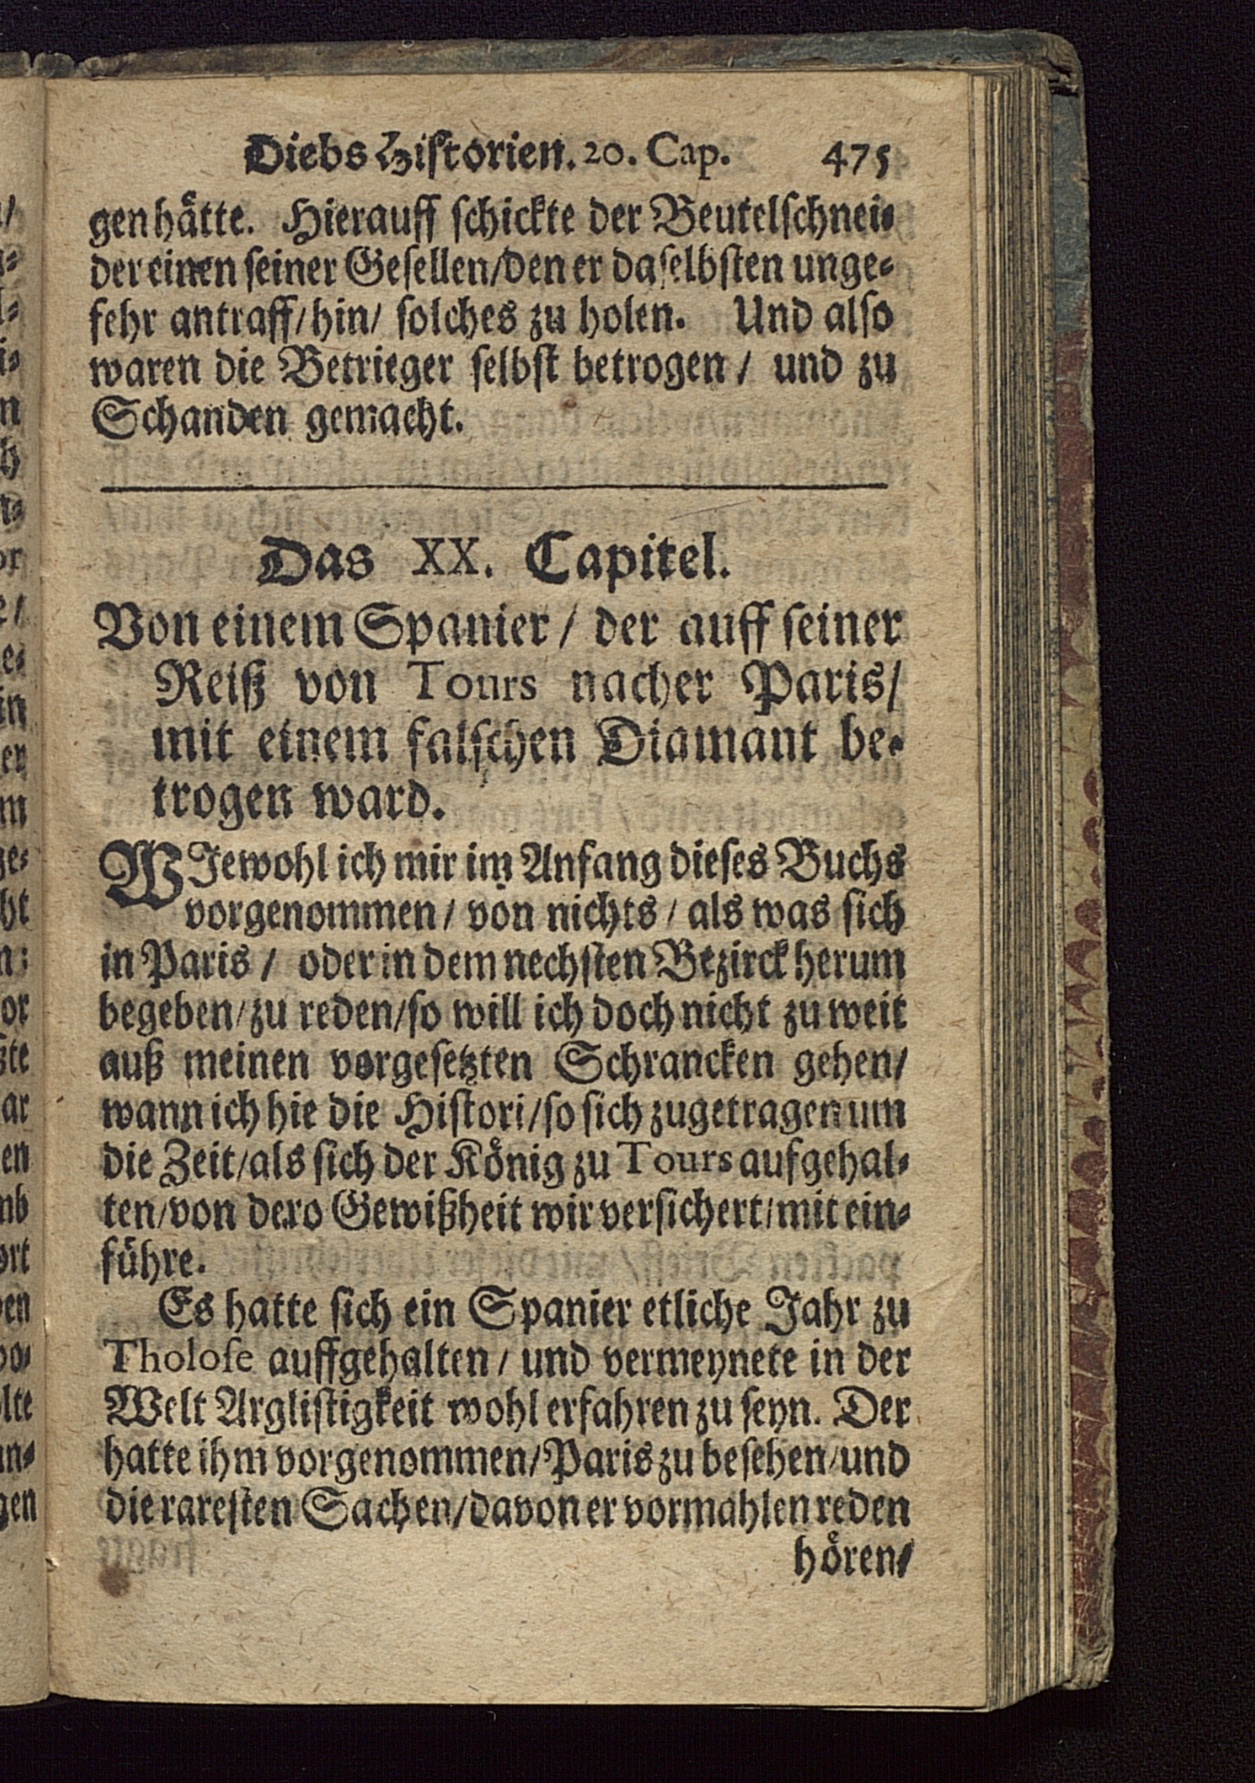 Diebs Historien. 20. Cap. 475
gen hätte. Hierauff schickte der Beutelschnei-
der einen seiner Gesellen/den er daselbsten unge-
fehr antraff/hin/ solches zu holen. Und also
waren die Betrieger selbst betrogen/ und zu
Schanden gemacht.
Das XX. Capitel.
Von einem Spanier/ der auff seiner
Reiß von Tours nacher Paris/
mit einem falschen Diamant be-
trogen ward.
WJewohl ich mir im Anfang dieses Buchs
vorgenommen/ von nichts/ als was sich
in Paris/ oder in dem nechsten Bezirck herum
begeben/zu reden/so will ich doch nicht zu weit
auß meinen vorgesetzten Schrancken gehen/
wann ich hie die Histori/so sich zugetragen um
die Zeit/als sich der König zu Tours aufgehal-
ten/von dero Gewißheit wir versichert/mit ein-
führe.
Es hatte sich ein Spanier etliche Jahr zu
Tholose auffgehalten/ und vermeynete in der
Welt Arglistigkeit wohl erfahren zu seyn. Der
hatte ihm vorgenommen/Paris zu besehen/und
die raresten Sachen/davon er vormahlen reden
hören/